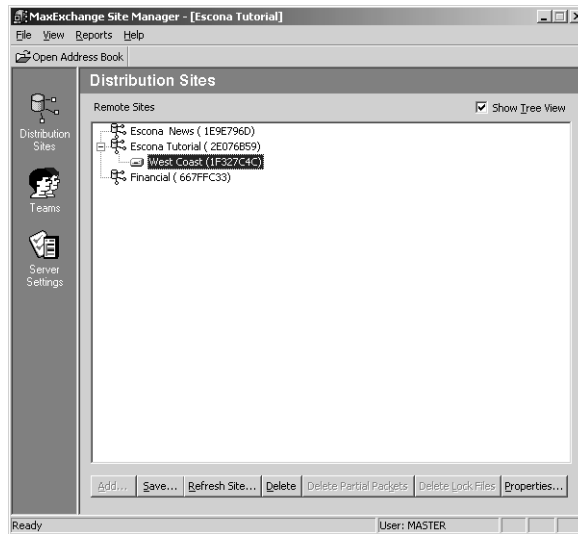 MaxExchange Site Manager - [Escona Tutorial]
File View Reports Help
Open Address Book
Distribution Sites
Remote Sites
Show Tree View
Distribution
Sites
Teams
Server
Settings
Escona News ( 1E9E796D)
Escona Tutorial ( 2E076B59)
West Coast (1F327C4C)
Financial ( 667FFC33)
Add... Save... Refresh Site... Delete Delete Partial Packets Delete Lock Files Properties...
Ready User: MASTER